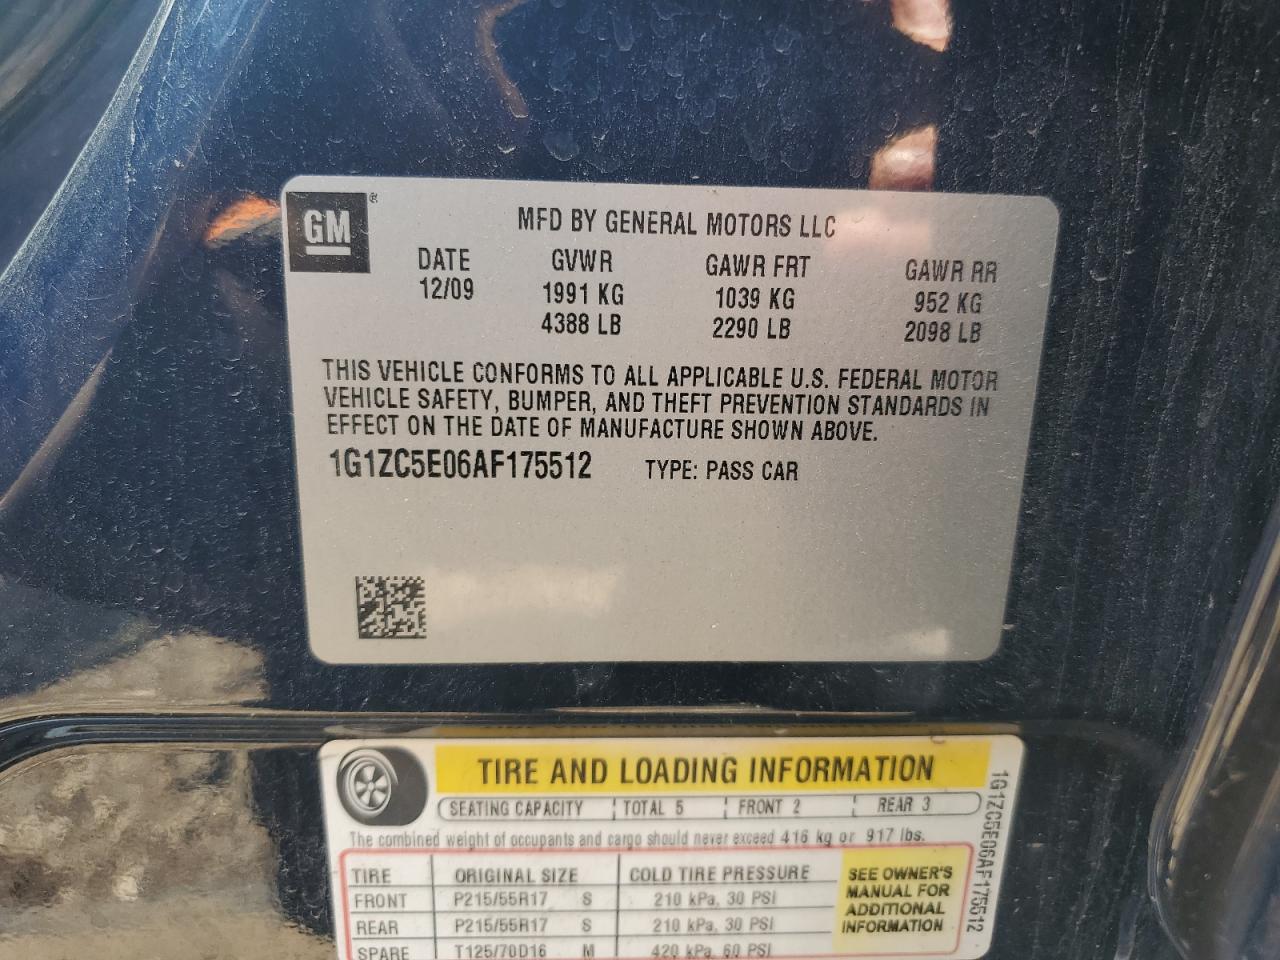 GM ®
MFD BY GENERAL MOTORS LLC
DATE GVWR GAWR FRT GAWR RR
12/09 1991 KG 1039 KG 952 KG
4388 LB 2290 LB 2098 LB
THIS VEHICLE CONFORMS TO ALL APPLICABLE U.S. FEDERAL MOTOR
VEHICLE SAFETY, BUMPER, AND THEFT PREVENTION STANDARDS IN
EFFECT ON THE DATE OF MANUFACTURE SHOWN ABOVE.
1G1ZC5E06AF175512 TYPE: PASS CAR
TIRE AND LOADING INFORMATION
SEATING CAPACITY TOTAL 5 FRONT 2 REAR 3
The combined weight of occupants and cargo should never exceed 416 kg or 917 lbs.
TIRE ORIGINAL SIZE COLD TIRE PRESSURE
FRONT P215/55R17 S 210 kPa, 30 PSI
REAR P215/55R17 S 210 kPa, 30 PSI
SPARE T125/70D16 M 420 kPa, 60 PSI
SEE OWNER'S
MANUAL FOR
ADDITIONAL
INFORMATION
1G1ZC5E06AF175512